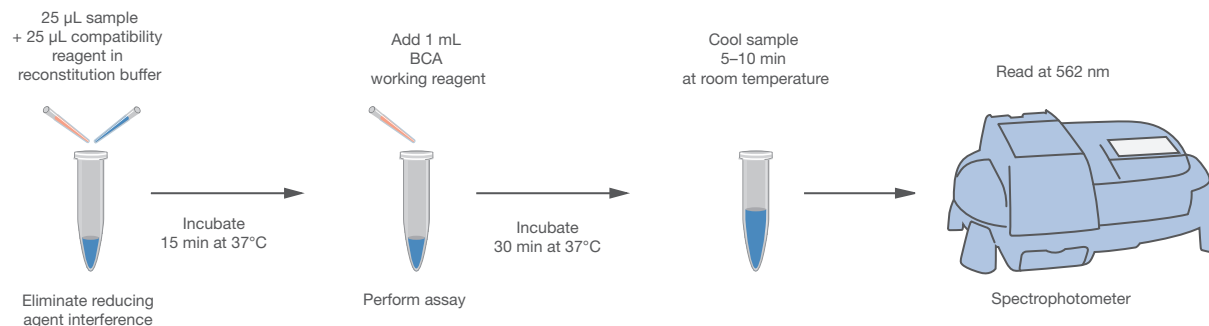 25 µL sample
+ 25 µL compatibility
reagent in
reconstitution buffer
Incubate
15 min at 37°C
Eliminate reducing
agent interference
Add 1 mL
BCA
working reagent
Incubate
30 min at 37°C
Perform assay
Cool sample
5–10 min
at room temperature
Read at 562 nm
Spectrophotometer